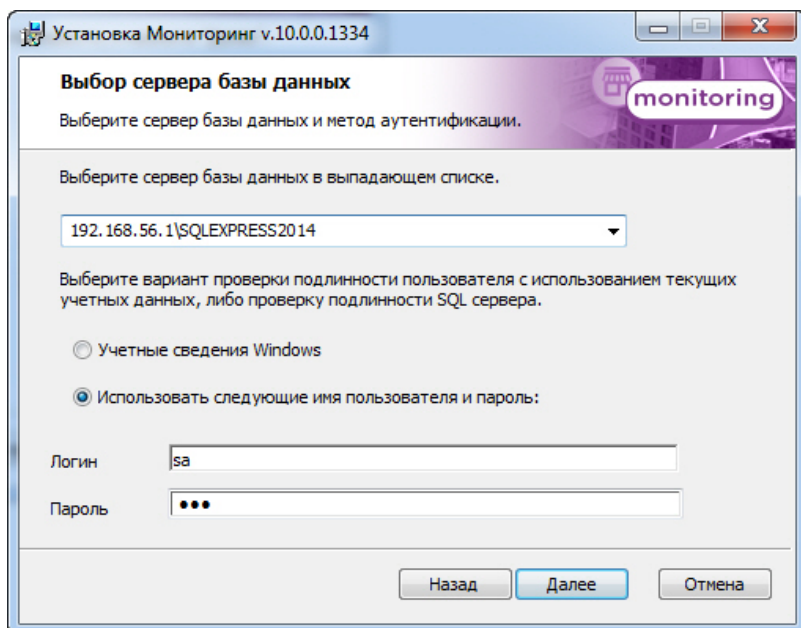 Установка Мониторинг v.10.0.0.1334
Выбор сервера базы данных
monitoring
Выберите сервер базы данных и метод аутентификации.
Выберите сервер базы данных в выпадающем списке.
192.168.56.1\SQLEXPRESS2014
Выберите вариант проверки подлинности пользователя с использованием текущих
учетных данных, либо проверку подлинности SQL сервера.
Учетные сведения Windows
Использовать следующие имя пользователя и пароль:
Логин
sa
Пароль
•••
Назад
Далее
Отмена